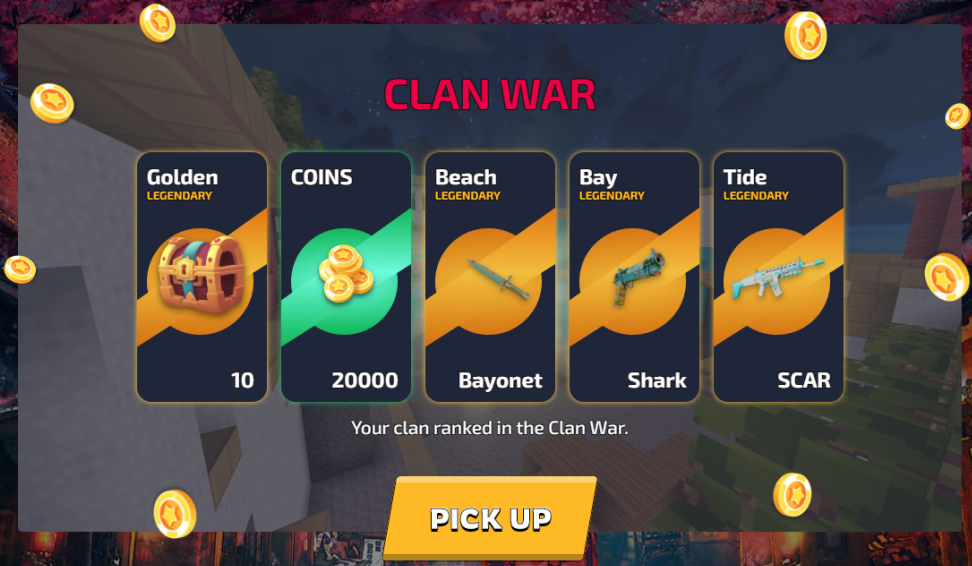 CLAN WAR
Golden
LEGENDARY
10
COINS
20000
Beach
LEGENDARY
Bayonet
Bay
LEGENDARY
Shark
Tide
LEGENDARY
SCAR
Your clan ranked in the Clan War.
PICK UP